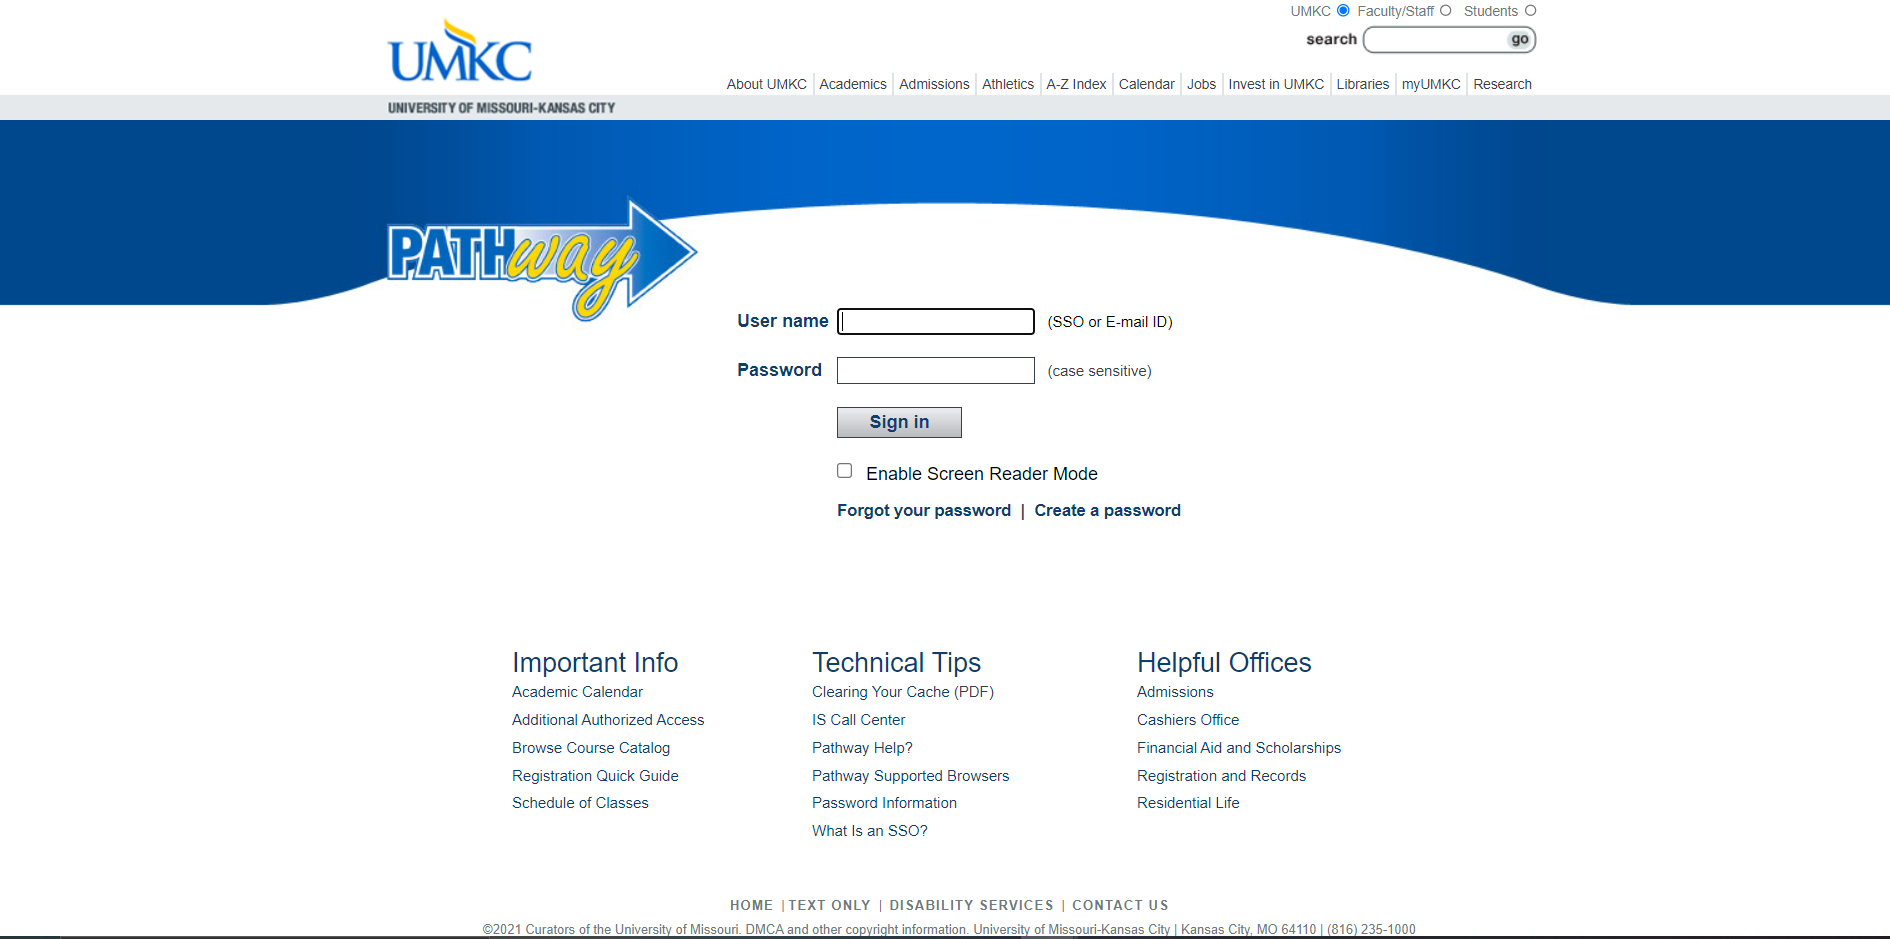 UMKC Faculty/Staff Students
search go
UMKC
About UMKC Academics Admissions Athletics A-Z Index Calendar Jobs Invest in UMKC Libraries myUMKC Research
UNIVERSITY OF MISSOURI-KANSAS CITY
PATHway
User name (SSO or E-mail ID)
Password (case sensitive)
Sign in
Enable Screen Reader Mode
Forgot your password | Create a password
Important Info
Academic Calendar
Additional Authorized Access
Browse Course Catalog
Registration Quick Guide
Schedule of Classes
Technical Tips
Clearing Your Cache (PDF)
IS Call Center
Pathway Help?
Pathway Supported Browsers
Password Information
What Is an SSO?
Helpful Offices
Admissions
Cashiers Office
Financial Aid and Scholarships
Registration and Records
Residential Life
HOME | TEXT ONLY | DISABILITY SERVICES | CONTACT US
©2021 Curators of the University of Missouri. DMCA and other copyright information. University of Missouri-Kansas City | Kansas City, MO 64110 | (816) 235-1000